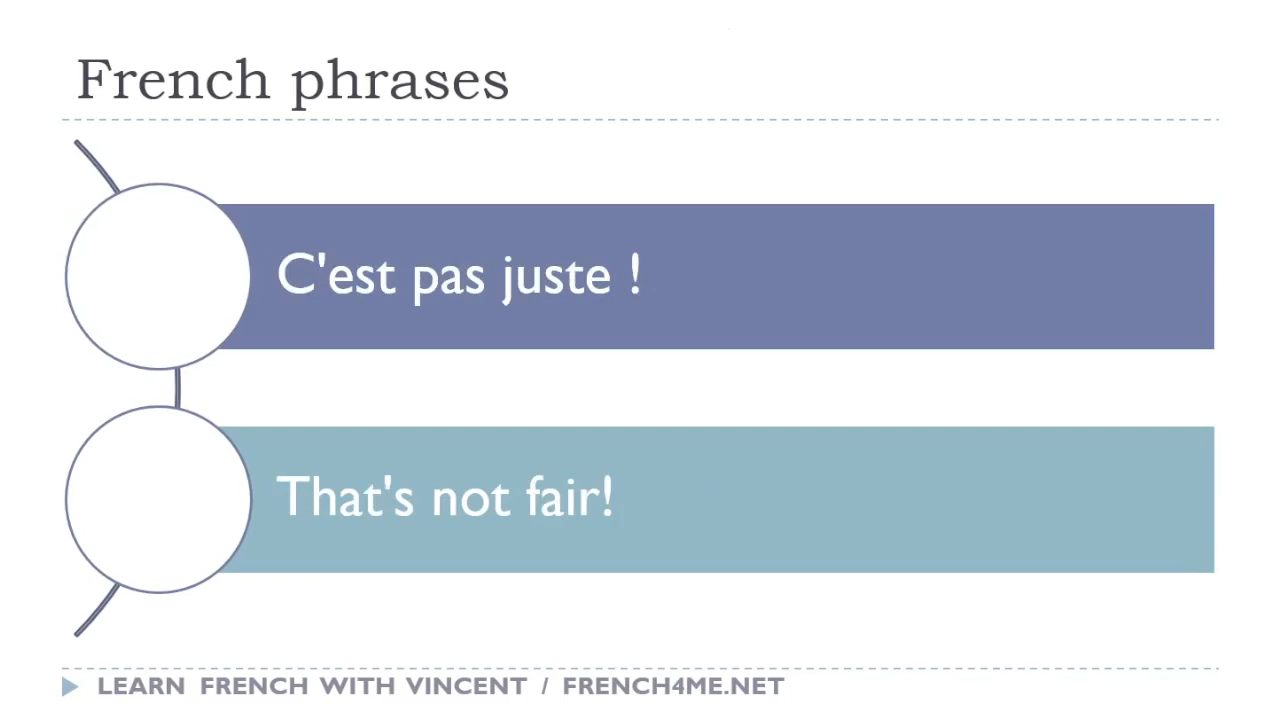 French phrases
C'est pas juste !
That's not fair!
LEARN FRENCH WITH VINCENT / FRENCH4ME.NET